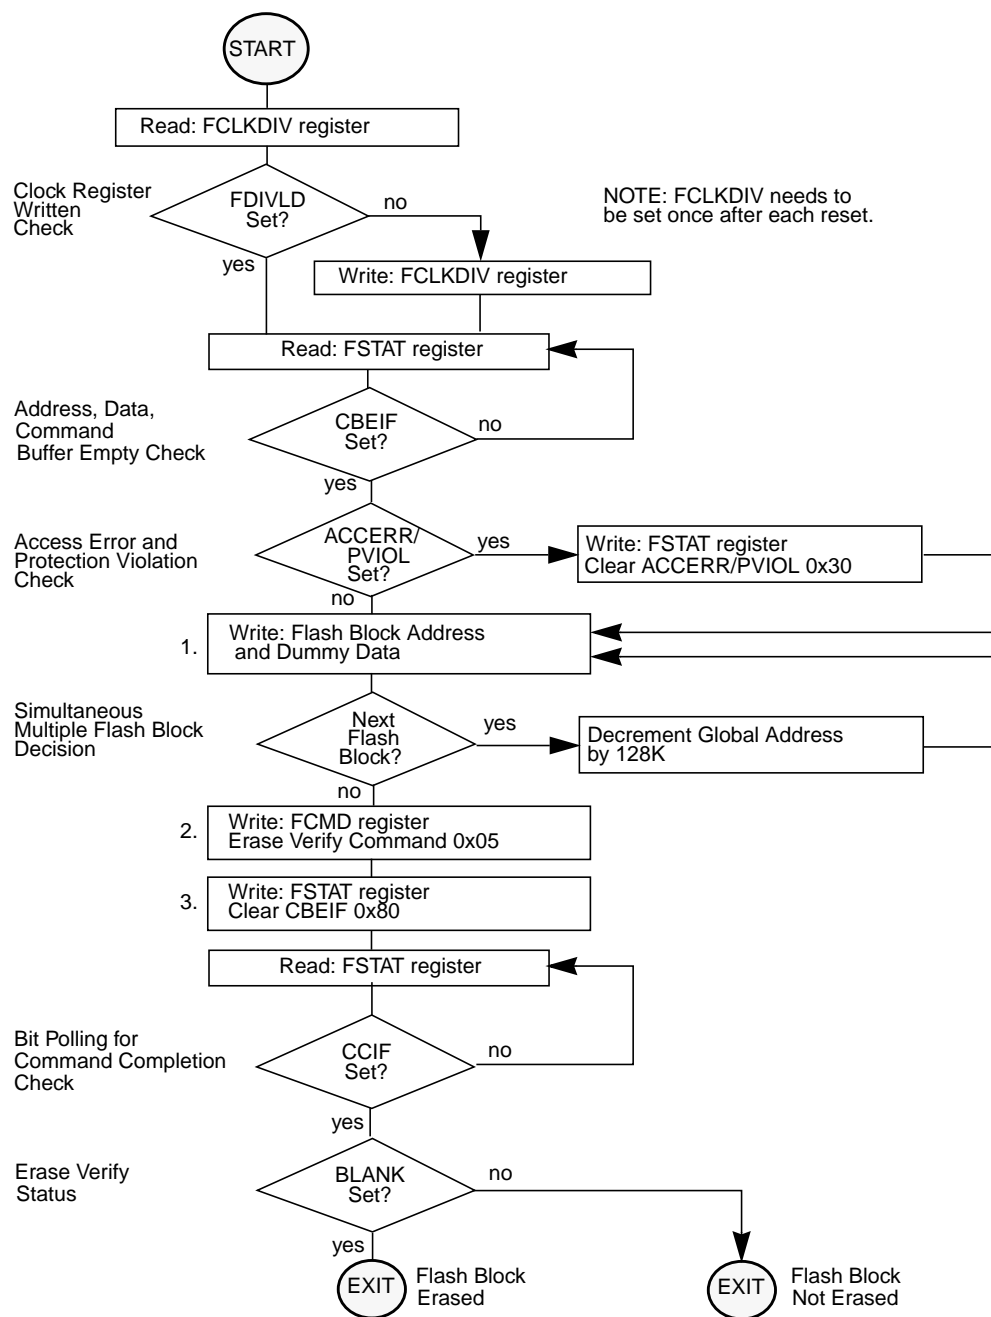 START
Read: FCLKDIV register
Clock Register
Written
Check
FDIVLD
Set?
no
yes
NOTE: FCLKDIV needs to
be set once after each reset.
Write: FCLKDIV register
Read: FSTAT register
Address, Data,
Command
Buffer Empty Check
CBEIF
Set?
no
yes
Access Error and
Protection Violation
Check
ACCERR/
PVIOL
Set?
yes
no
Write: FSTAT register
Clear ACCERR/PVIOL 0x30
1.
Write: Flash Block Address
and Dummy Data
Simultaneous
Multiple Flash Block
Decision
Next
Flash
Block?
yes
no
Decrement Global Address
by 128K
2.
Write: FCMD register
Erase Verify Command 0x05
3.
Write: FSTAT register
Clear CBEIF 0x80
Read: FSTAT register
Bit Polling for
Command Completion
Check
CCIF
Set?
no
yes
Erase Verify
Status
BLANK
Set?
no
yes
EXIT
Flash Block
Erased
EXIT
Flash Block
Not Erased